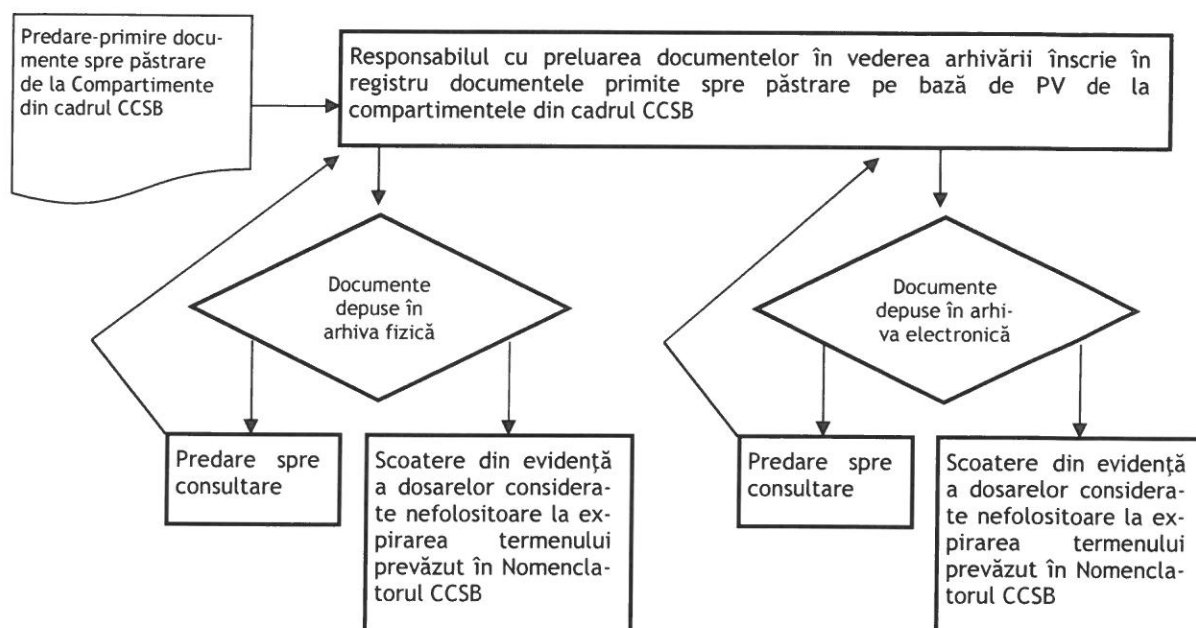 Predare-primire docu-
mente spre păstrare
de la Compartimente
din cadrul CCSB
Responsabilul cu preluarea documentelor în vederea arhivării înscrie în
registru documentele primite spre păstrare pe bază de PV de la
compartimentele din cadrul CCSB
Documente
depuse în
arhiva fizică
Documente
depuse în arhi-
va electronică
Predare spre
consultare
Scoatere din evidență
a dosarelor considera-
te nefolositoare la ex-
pirarea termenului
prevăzut în Nomencla-
torul CCSB
Predare spre
consultare
Scoatere din evidență
a dosarelor considera-
te nefolositoare la ex-
pirarea termenului
prevăzut în Nomencla-
torul CCSB